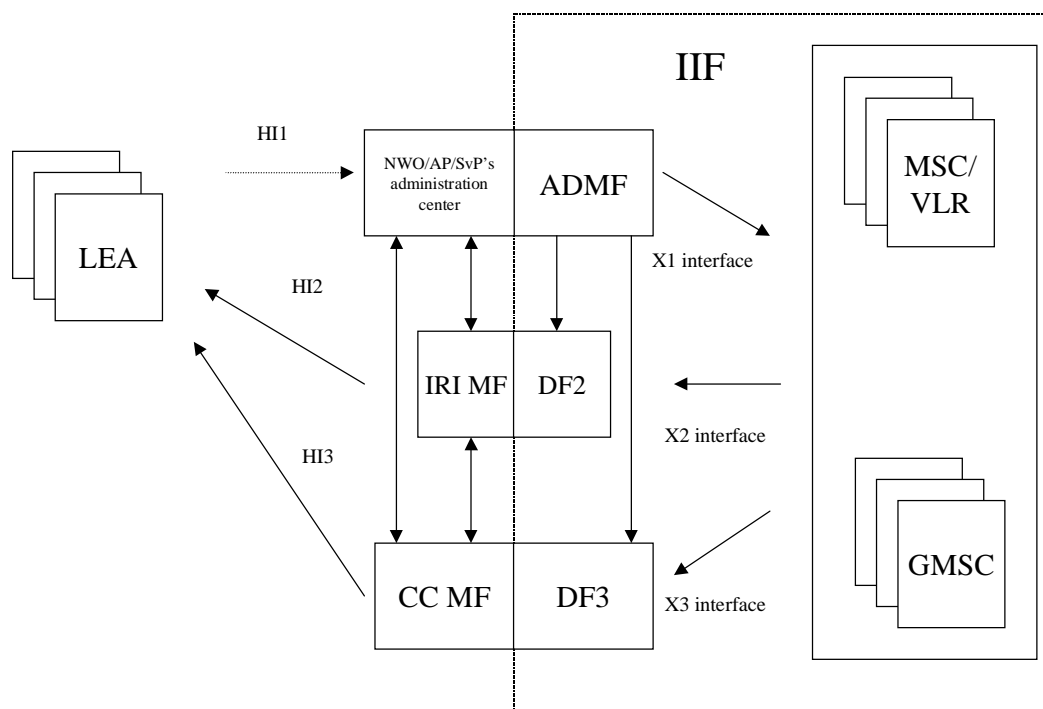 IIF
HI1
NWO/AP/SvP's
administration
center
ADMF
MSC/
VLR
LEA
X1 interface
HI2
IRI MF
DF2
X2 interface
HI3
GMSC
CC MF
DF3
X3 interface